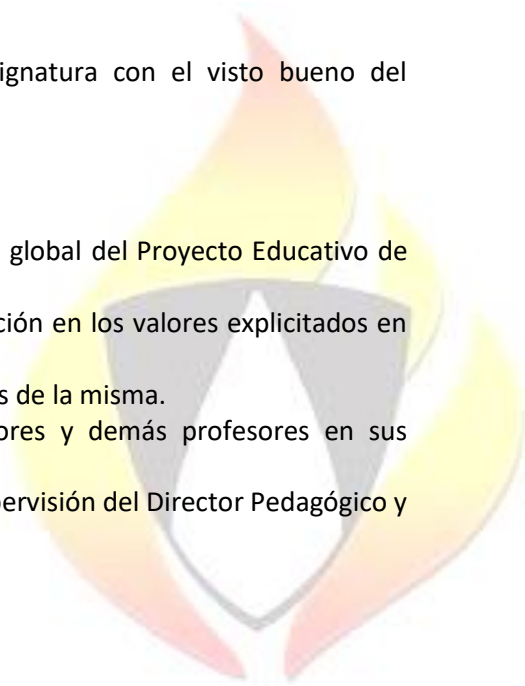 ignatura con el visto bueno del
global del Proyecto Educativo de
ción en los valores explicitados en
s de la misma.
ores y demás profesores en sus
pervisión del Director Pedagógico y